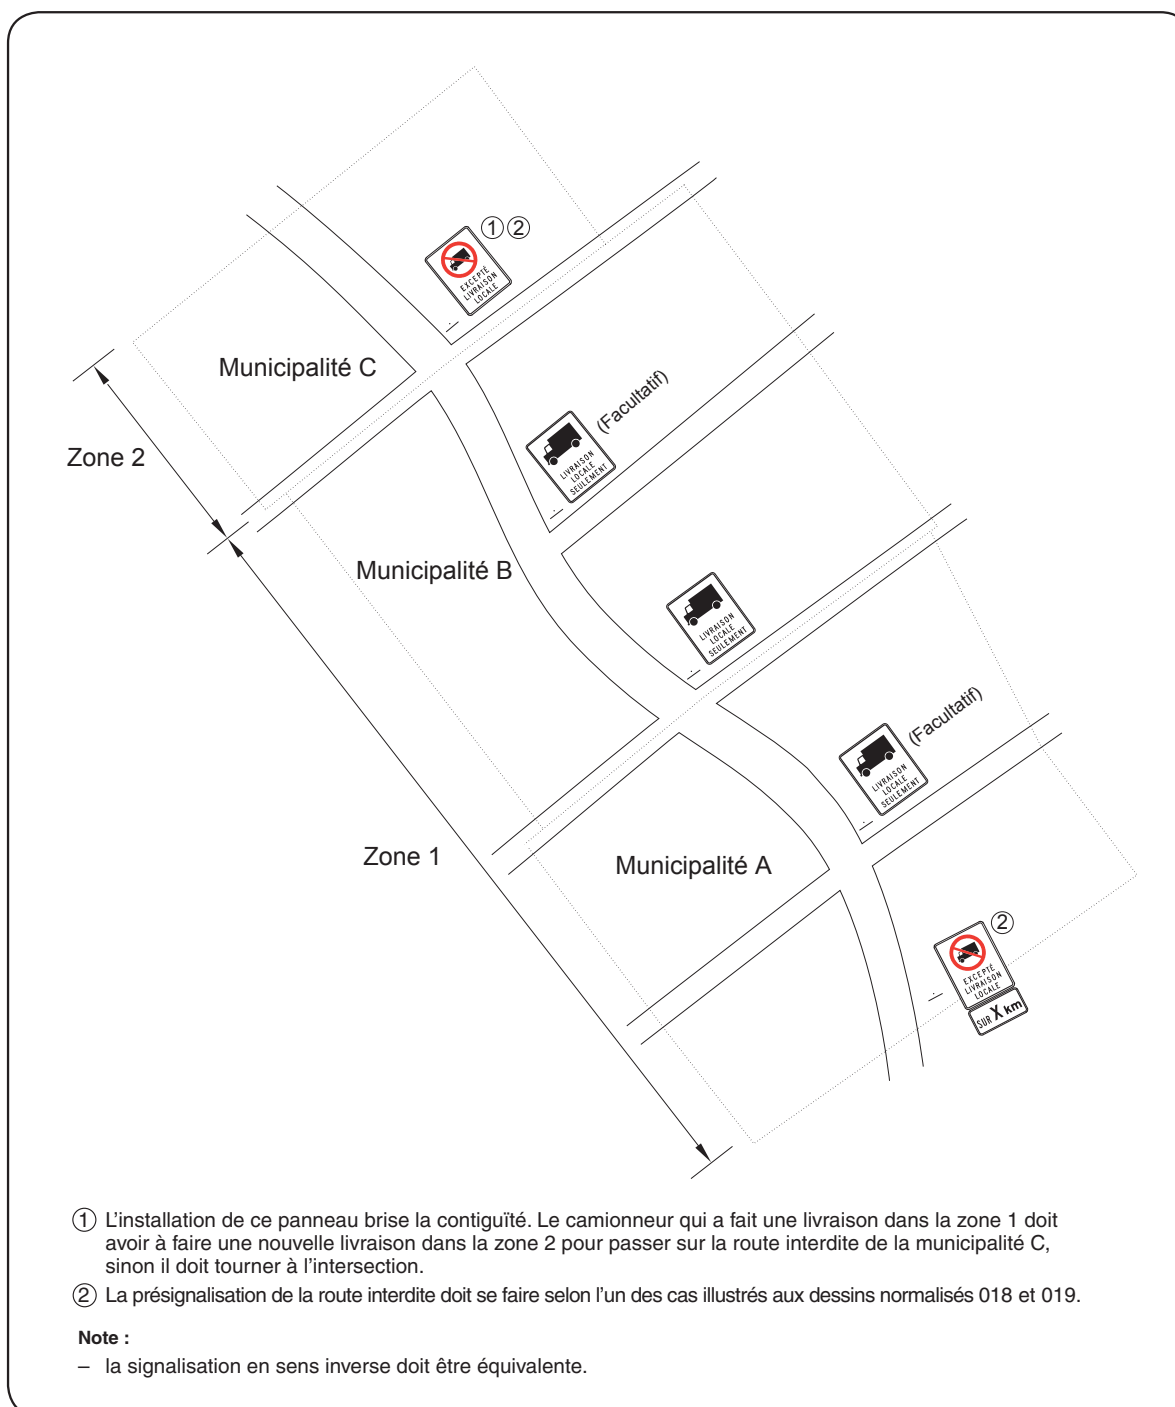 ① ②
EXCEPTÉ
LIVRAISON
LOCALE
Municipalité C
(Facultatif)
LIVRAISON
LOCALE
SEULEMENT
Zone 2
Municipalité B
LIVRAISON
LOCALE
SEULEMENT
(Facultatif)
LIVRAISON
LOCALE
SEULEMENT
Zone 1
Municipalité A
②
EXCEPTÉ
LIVRAISON
LOCALE
SUR X km
① L'installation de ce panneau brise la contiguïté. Le camionneur qui a fait une livraison dans la zone 1 doit
avoir à faire une nouvelle livraison dans la zone 2 pour passer sur la route interdite de la municipalité C,
sinon il doit tourner à l'intersection.
② La présignalisation de la route interdite doit se faire selon l'un des cas illustrés aux dessins normalisés 018 et 019.
Note :
– la signalisation en sens inverse doit être équivalente.